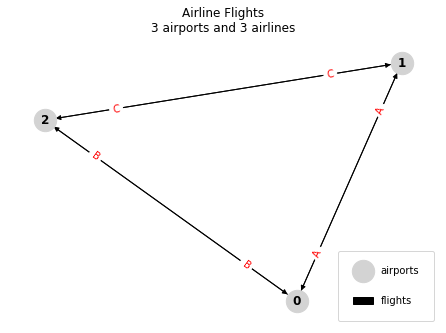 Airline Flights
3 airports and 3 airlines
1
C
C
2
A
B
A
B
0
airports
flights